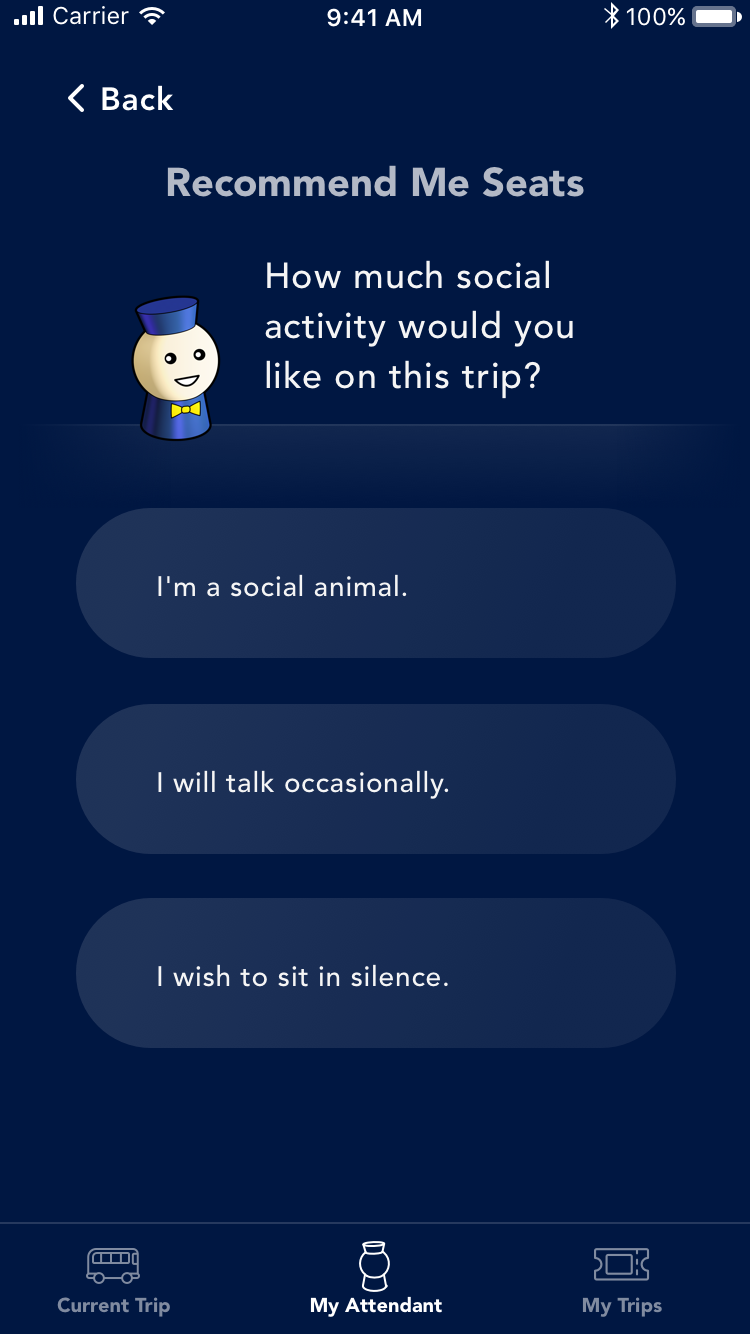 Carrier 9:41 AM 100%
Back
Recommend Me Seats
How much social
activity would you
like on this trip?
I'm a social animal.
I will talk occasionally.
I wish to sit in silence.
Current Trip My Attendant My Trips